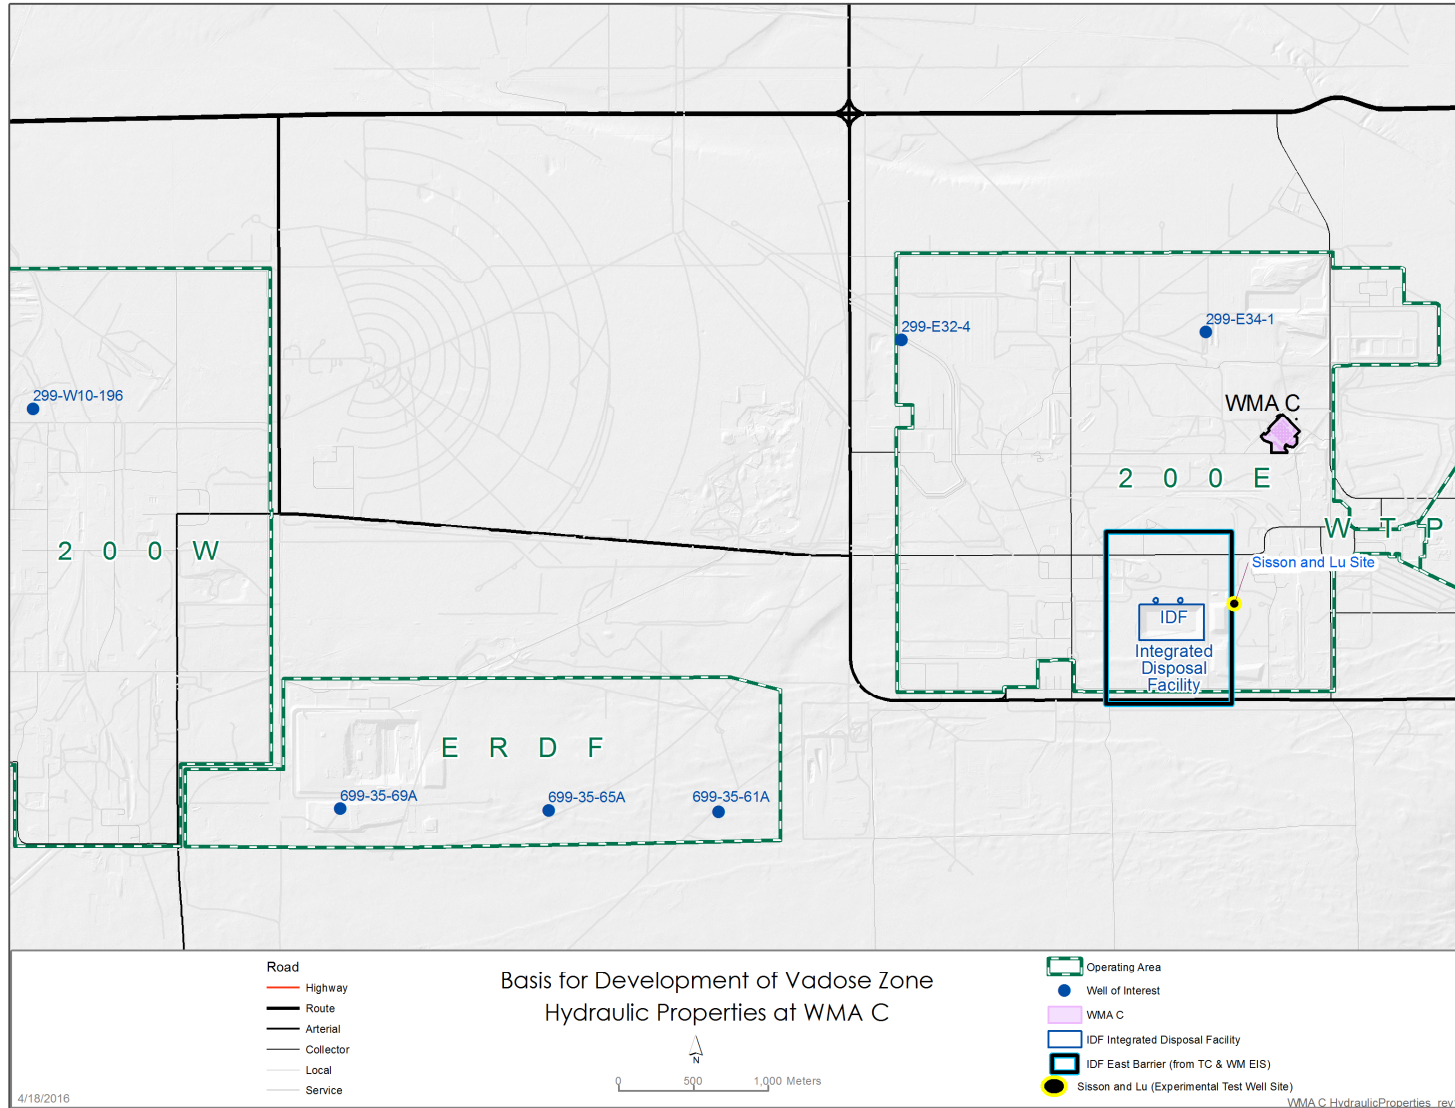 299-E32-4
299-E34-1
299-W10-196
WMA C
2 0 0 E
2 0 0 W
W T P
Sisson and Lu Site
IDF
Integrated
Disposal
Facility
E R D F
699-35-69A
699-35-65A
699-35-61A
Road
Highway
Route
Arterial
Collector
Local
Service
Basis for Development of Vadose Zone
Hydraulic Properties at WMA C
N
0 500 1,000 Meters
Operating Area
Well of Interest
WMA C
IDF Integrated Disposal Facility
IDF East Barrier (from TC & WM EIS)
Sisson and Lu (Experimental Test Well Site)
4/18/2016
WMA C HydraulicProperties rev